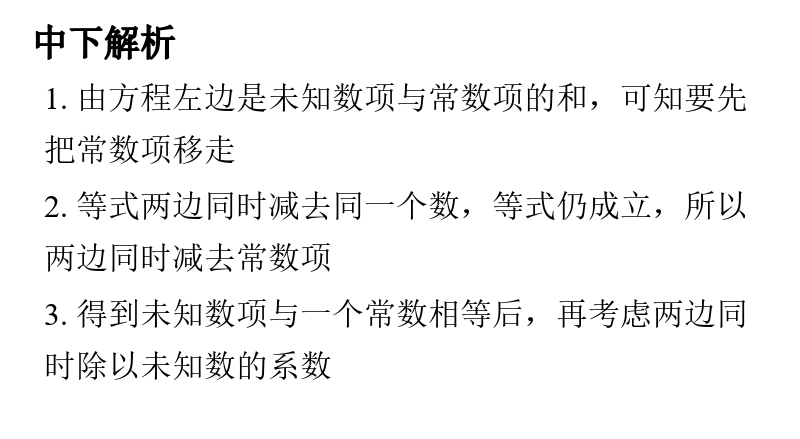 中下解析
1. 由方程左边是未知数项与常数项的和，可知要先
把常数项移走
2. 等式两边同时减去同一个数，等式仍成立，所以
两边同时减去常数项
3. 得到未知数项与一个常数相等后，再考虑两边同
时除以未知数的系数